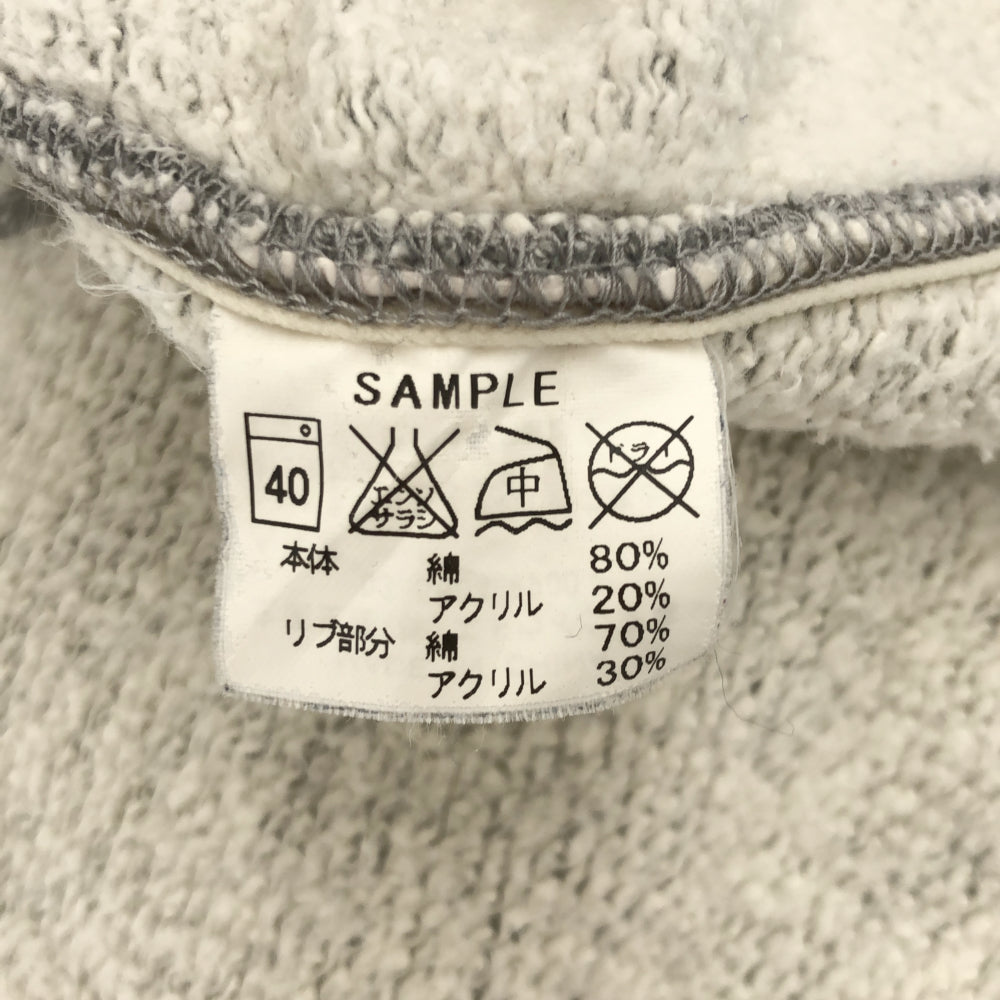 SAMPLE
40 エンソ サラシ 中 ドライ
本体 綿 80%
アクリル 20%
リブ部分 綿 70%
アクリル 30%